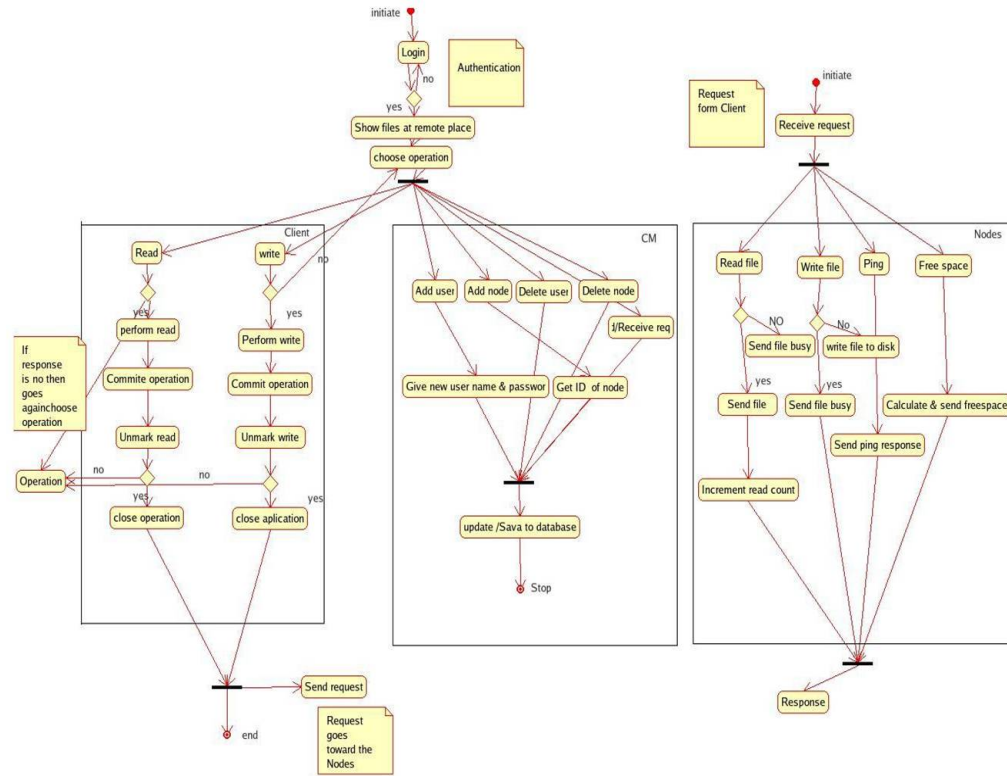 initiate
Login
no
Authentication
yes
Show files at remote place
choose operation
Client
Read
write
no
yes
yes
perform read
Perform write
If
response
is no then
goes
againchoose
operation
Commite operation
Commit operation
Unmark read
Unmark write
Operation
no
no
yes
yes
close operation
close aplication
Send request
end
Request
goes
toward the
Nodes
CM
Add user
Add node
Delete user
Delete node
f/Receive req
Give new user name & passwor
Get ID of node
update /Sava to database
Stop
initiate
Request
form Client
Receive request
Nodes
Read file
Write file
Ping
Free space
NO
No
Send file busy
write file to disk
yes
yes
Send file
Send file busy
Calculate & send freespace
Send ping response
Increment read count
Response